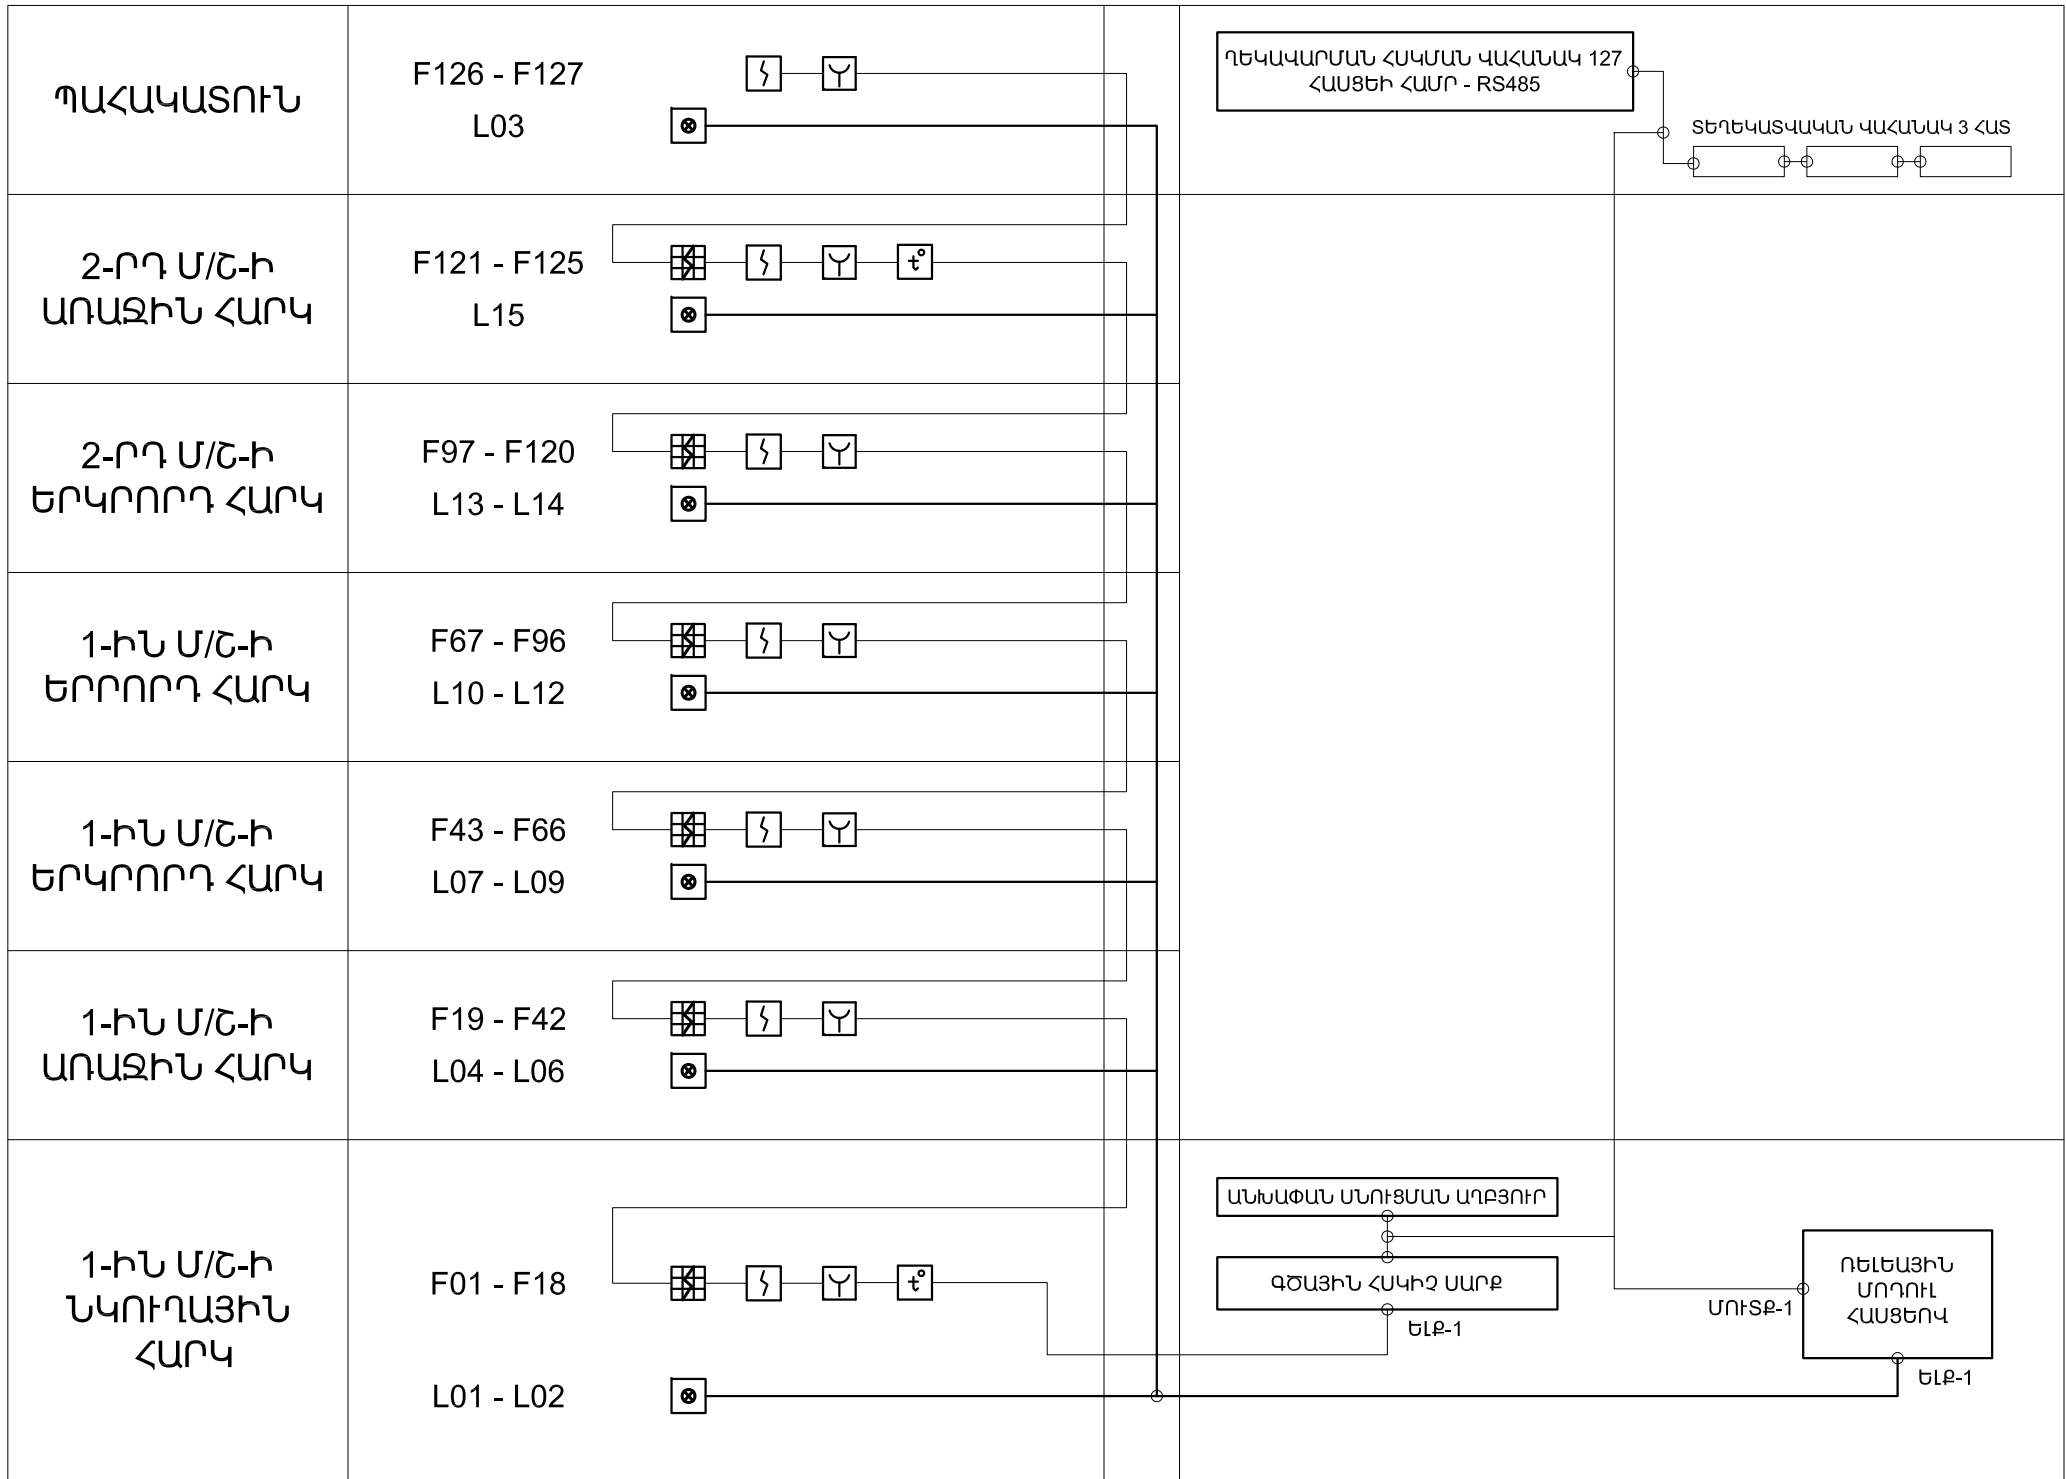 ՊԱՀԱԿԱՏՈՒՆ
F126 - F127
L03
ՂԵԿԱՎԱՐՄԱՆ ՀՍԿՄԱՆ ՎԱՀԱՆԱԿ 127
ՀԱՍՑԵԻ ՀԱՄՐ - RS485
ՏԵՂԵԿԱՏՎԱԿԱՆ ՎԱՀԱՆԱԿ 3 ՀԱՏ
2-ՐԴ Մ/Շ-Ի
ԱՌԱՋԻՆ ՀԱՐԿ
F121 - F125
L15
t°
2-ՐԴ Մ/Շ-Ի
ԵՐԿՐՈՐԴ ՀԱՐԿ
F97 - F120
L13 - L14
1-ԻՆ Մ/Շ-Ի
ԵՐՐՈՐԴ ՀԱՐԿ
F67 - F96
L10 - L12
1-ԻՆ Մ/Շ-Ի
ԵՐԿՐՈՐԴ ՀԱՐԿ
F43 - F66
L07 - L09
1-ԻՆ Մ/Շ-Ի
ԱՌԱՋԻՆ ՀԱՐԿ
F19 - F42
L04 - L06
1-ԻՆ Մ/Շ-Ի
ՆԿՈՒՂԱՅԻՆ
ՀԱՐԿ
F01 - F18
t°
L01 - L02
ԱՆԽԱՓԱՆ ՍՆՈՒՑՄԱՆ ԱՂԲՅՈՒՐ
ԳԾԱՅԻՆ ՀՍԿԻՉ ՍԱՐՔ
ԵԼՔ-1
ՄՈՒՏՔ-1
ՌԵԼԵԱՅԻՆ
ՄՈԴՈՒԼ
ՀԱՍՑԵՈՎ
ԵԼՔ-1